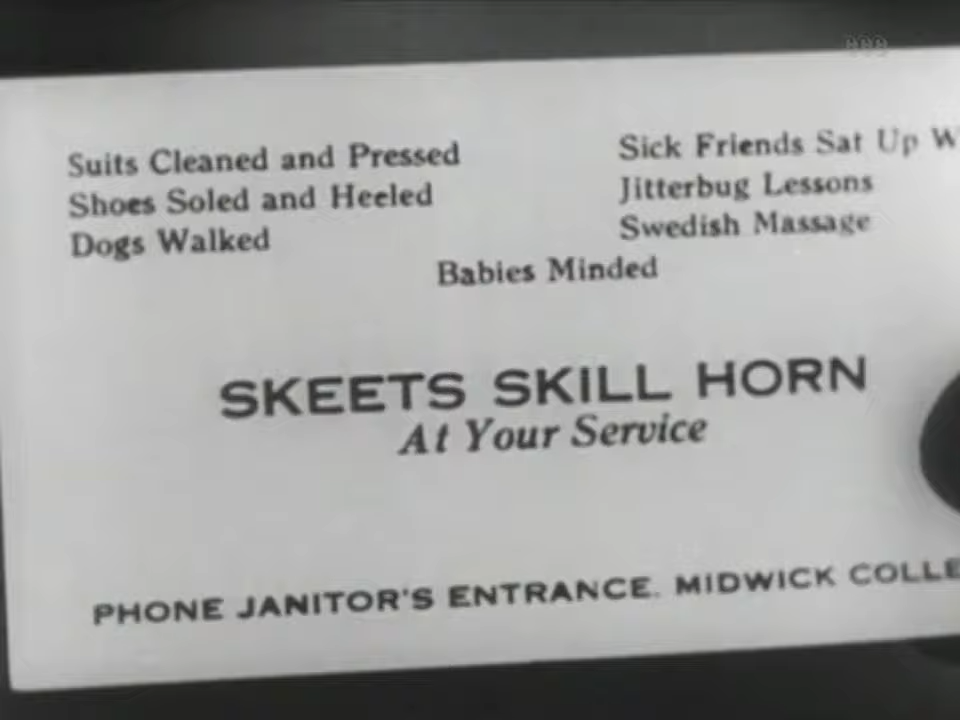 Suits Cleaned and Pressed
Shoes Soled and Heeled
Dogs Walked
Sick Friends Sat Up W
Jitterbug Lessons
Swedish Massage
Babies Minded
SKEETS SKILL HORN
At Your Service
PHONE JANITOR'S ENTRANCE. MIDWICK COLLE